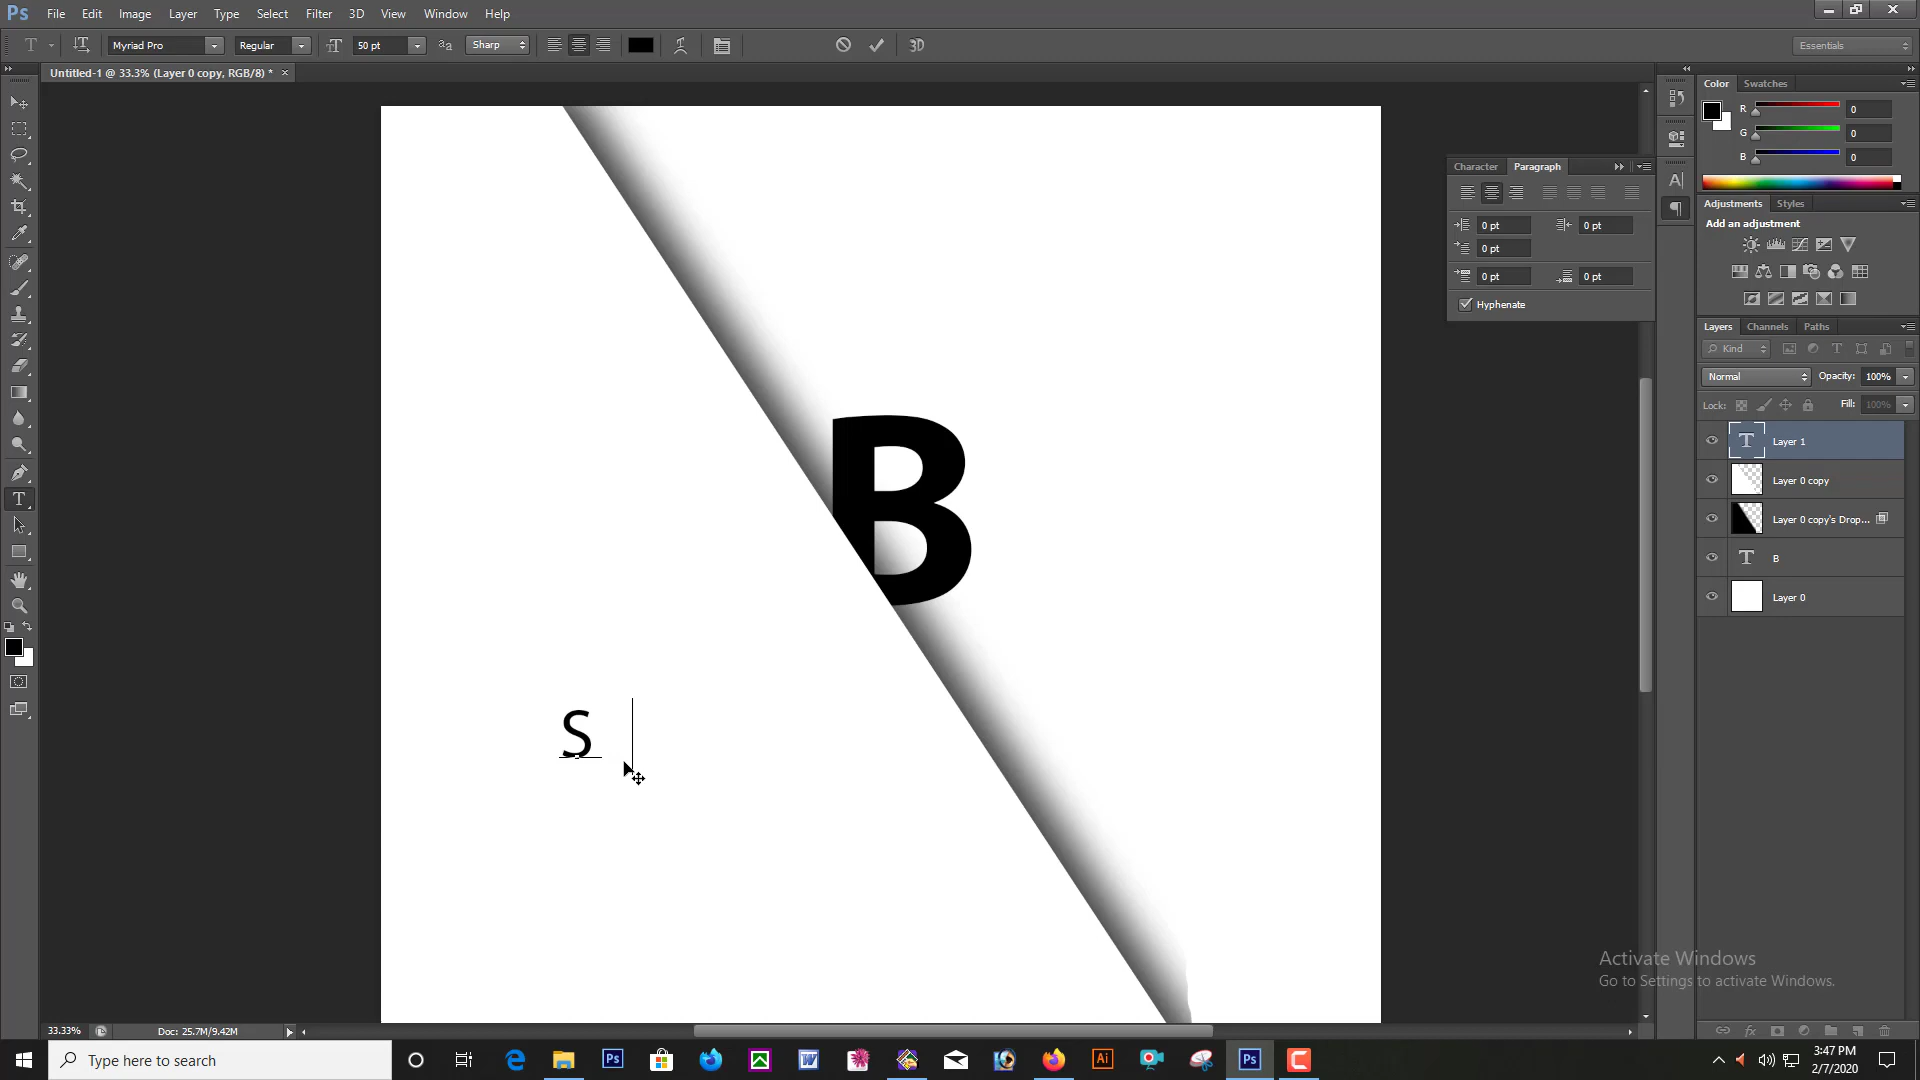 Ps File Edit Image Layer Type Select Filter 3D View Window Help
T Myriad Pro Regular 50 pt Sharp 3D Essentials
Untitled-1 @ 33.3% (Layer 0 copy, RGB/8) * ×
Color Swatches
R 0
G 0
B 0
Character Paragraph
0 pt 0 pt
0 pt
0 pt 0 pt
Hyphenate
Adjustments Styles
Add an adjustment
Layers Channels Paths
Kind
Normal Opacity: 100%
Lock: Fill: 100%
Layer 1
Layer 0 copy
Layer 0 copy's Drop...
B
Layer 0
B
S
Activate Windows
Go to Settings to activate Windows.
33.33% Doc: 25.7M/9.42M
Type here to search
3:47 PM
2/7/2020